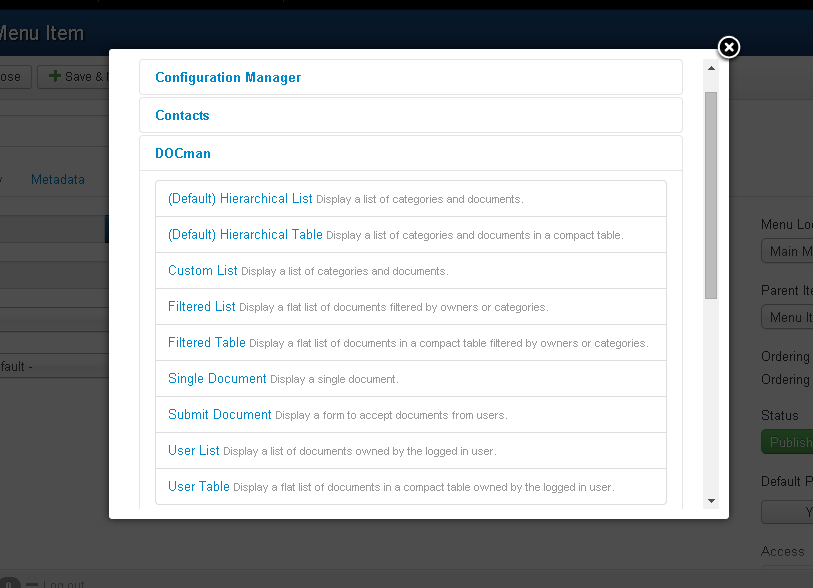 Menu Item
ose
Save &
Configuration Manager
Contacts
DOCman
Metadata
(Default) Hierarchical List Display a list of categories and documents.
(Default) Hierarchical Table Display a list of categories and documents in a compact table.
Custom List Display a list of categories and documents.
Filtered List Display a flat list of documents filtered by owners or categories.
Filtered Table Display a flat list of documents in a compact table filtered by owners or categories.
fault -
Single Document Display a single document.
Submit Document Display a form to accept documents from users.
User List Display a list of documents owned by the logged in user.
User Table Display a flat list of documents in a compact table owned by the logged in user.
Menu Loc
Main M
Parent Ite
Menu It
Ordering
Ordering
Status
Publish
Default P
Y
Access
0
Log out